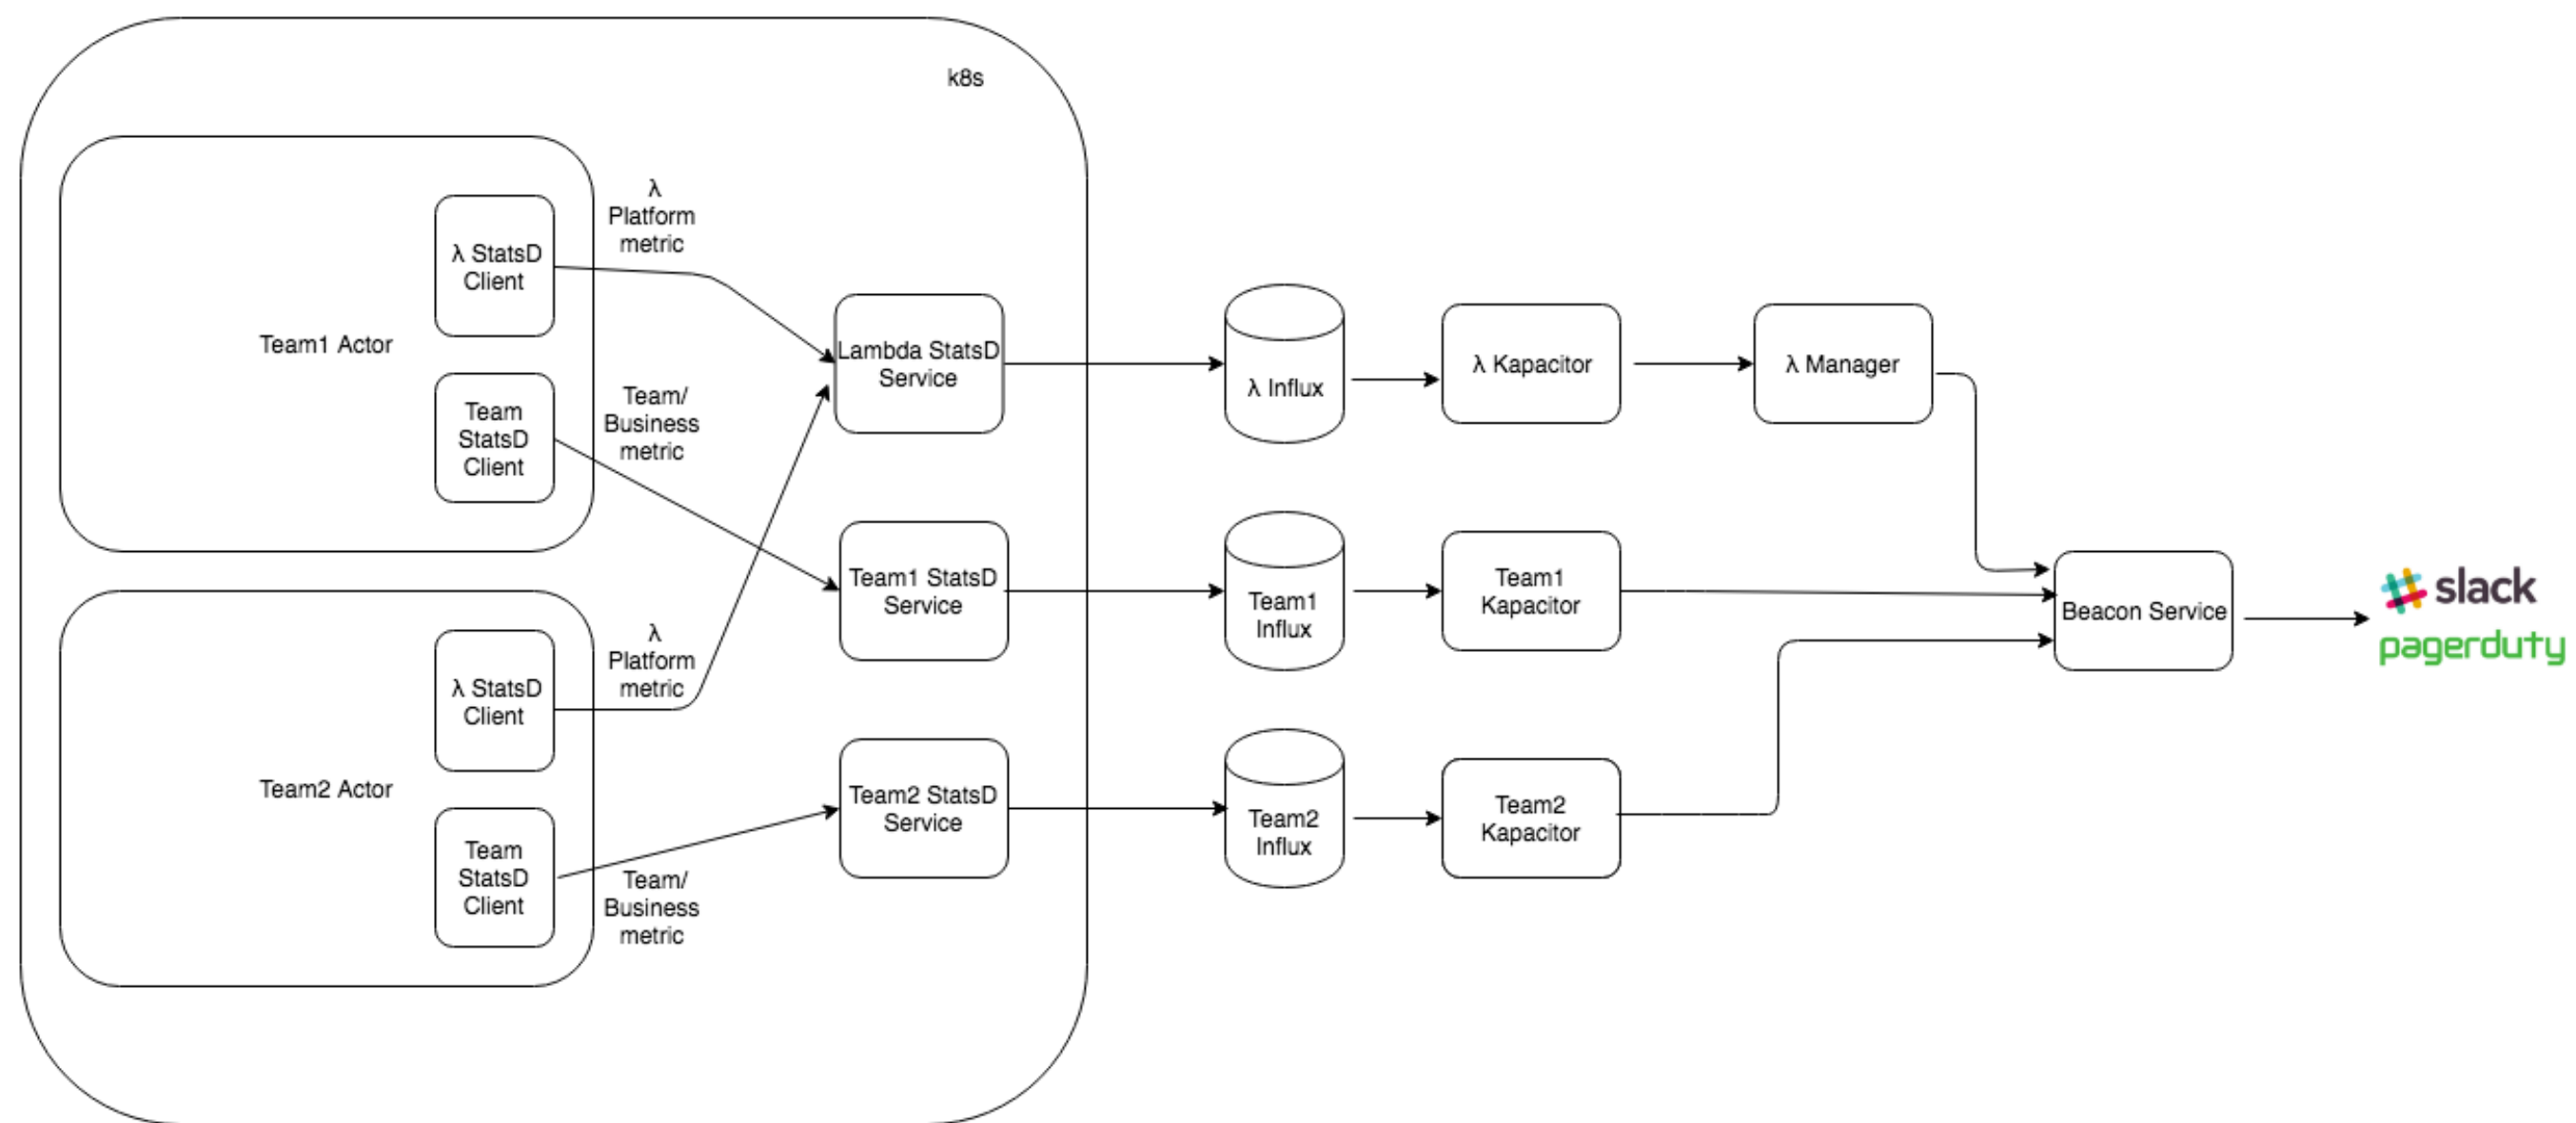 k8s
Team1 Actor
λ StatsD
Client
Team
StatsD
Client
λ
Platform
metric
Team/
Business
metric
Team2 Actor
λ StatsD
Client
Team
StatsD
Client
λ
Platform
metric
Team/
Business
metric
Lambda StatsD
Service
Team1 StatsD
Service
Team2 StatsD
Service
λ Influx
Team1
Influx
Team2
Influx
λ Kapacitor
Team1
Kapacitor
Team2
Kapacitor
λ Manager
Beacon Service
slack
pagerduty